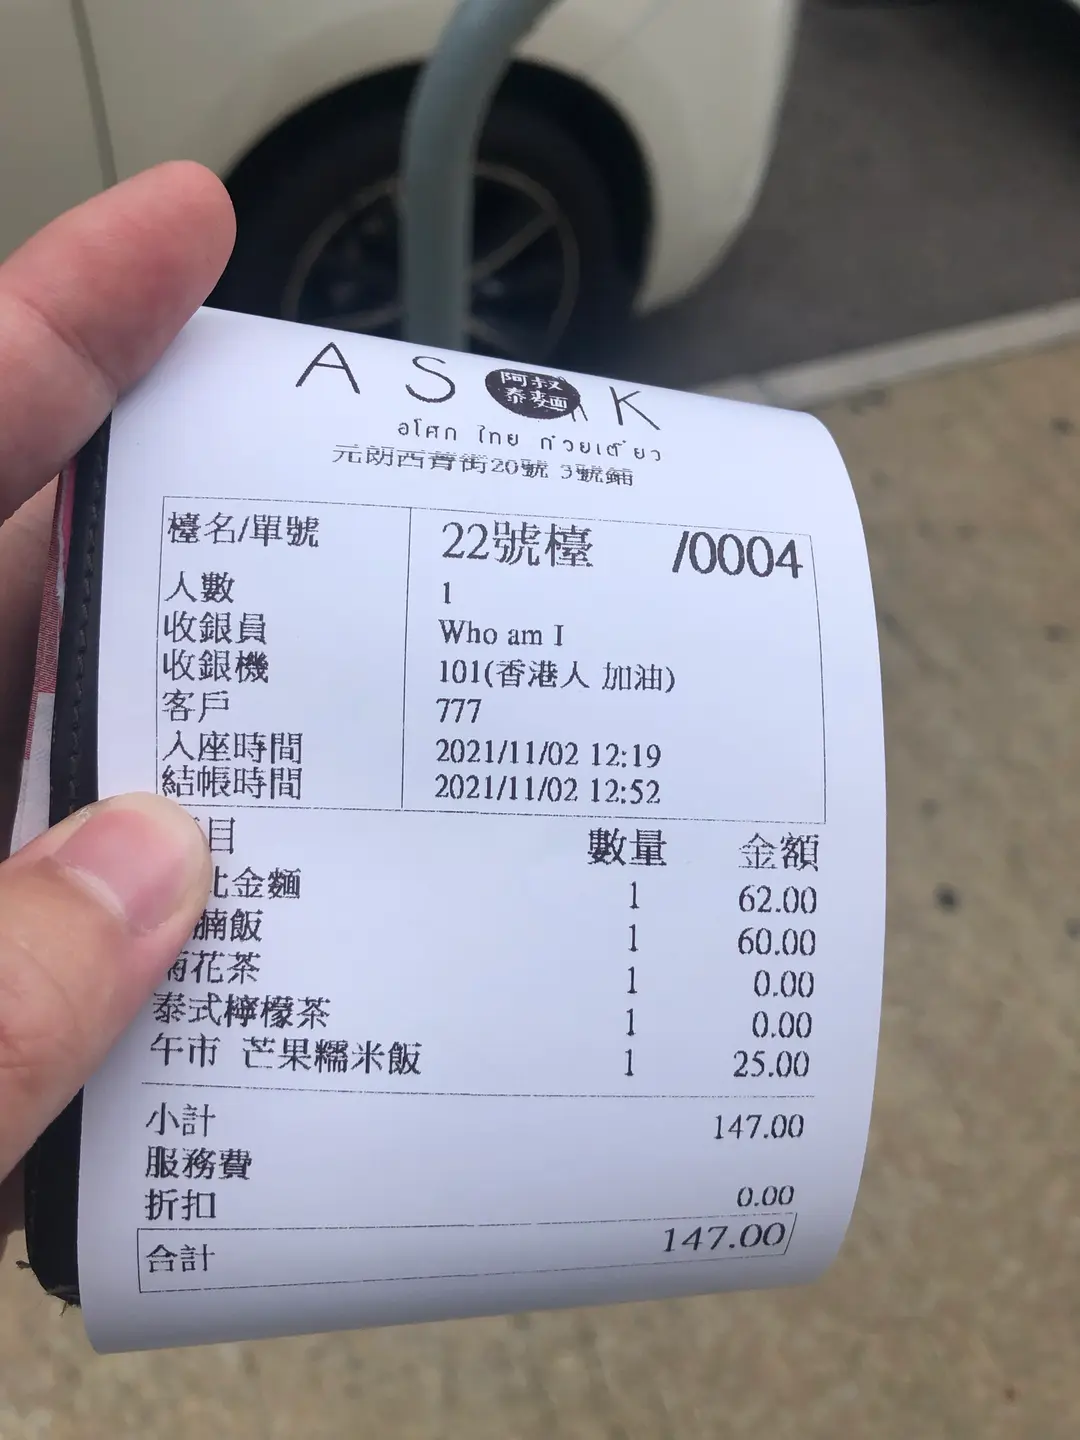 ASOK
阿叔
泰麵
อโศก ไทย ก๋วยเตี๋ยว
元朗西菁街20號 3號鋪
檯名/單號 22號檯 /0004
人數 1
收銀員 Who am I
收銀機 101(香港人 加油)
客戶 777
入座時間 2021/11/02 12:19
結帳時間 2021/11/02 12:52
目 數量 金額
金麵 1 62.00
腩飯 1 60.00
花茶 1 0.00
泰式檸檬茶 1 0.00
午市 芒果糯米飯 1 25.00
小計 147.00
服務費
折扣 0.00
合計 147.00